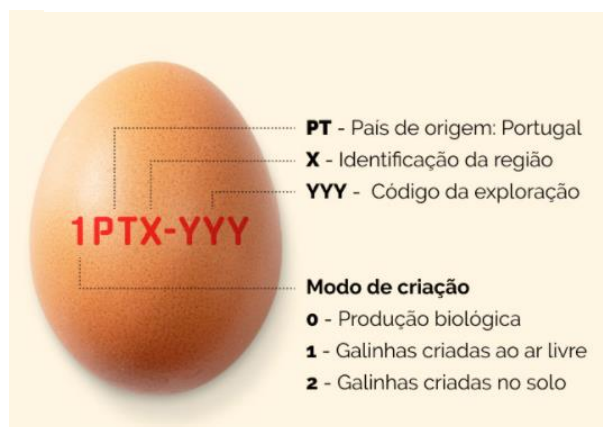 PT - País de origem: Portugal
X - Identificação da região
YYY - Código da exploração
1PTX-YYY
Modo de criação
0 - Produção biológica
1 - Galinhas criadas ao ar livre
2 - Galinhas criadas no solo